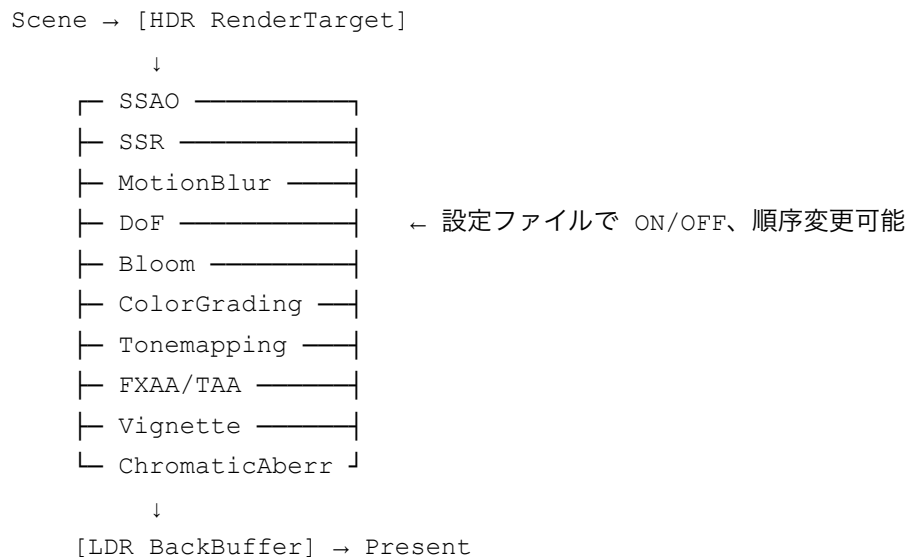 Scene → [HDR RenderTarget]
↓
┌─ SSAO ──────────┐
├─ SSR ───────────┤
├─ MotionBlur ────┤
├─ DoF ───────────┤ ← 設定ファイルで ON/OFF、順序変更可能
├─ Bloom ─────────┤
├─ ColorGrading ──┤
├─ Tonemapping ───┤
├─ FXAA/TAA ──────┤
├─ Vignette ──────┤
└─ ChromaticAberr ┘
↓
[LDR BackBuffer] → Present